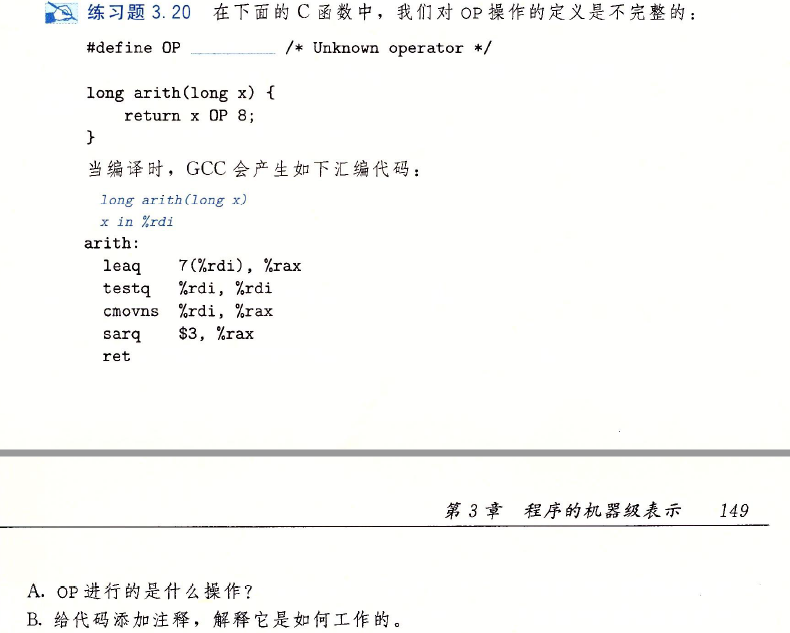 练习题 3.20 在下面的 C 函数中，我们对 OP 操作的定义是不完整的：
#define OP ________ /* Unknown operator */
long arith(long x) {
return x OP 8;
}
当编译时，GCC 会产生如下汇编代码：
long arith(long x)
x in %rdi
arith:
leaq 7(%rdi), %rax
testq %rdi, %rdi
cmovns %rdi, %rax
sarq $3, %rax
ret
第 3 章 程序的机器级表示 149
A. OP 进行的是什么操作？
B. 给代码添加注释，解释它是如何工作的。